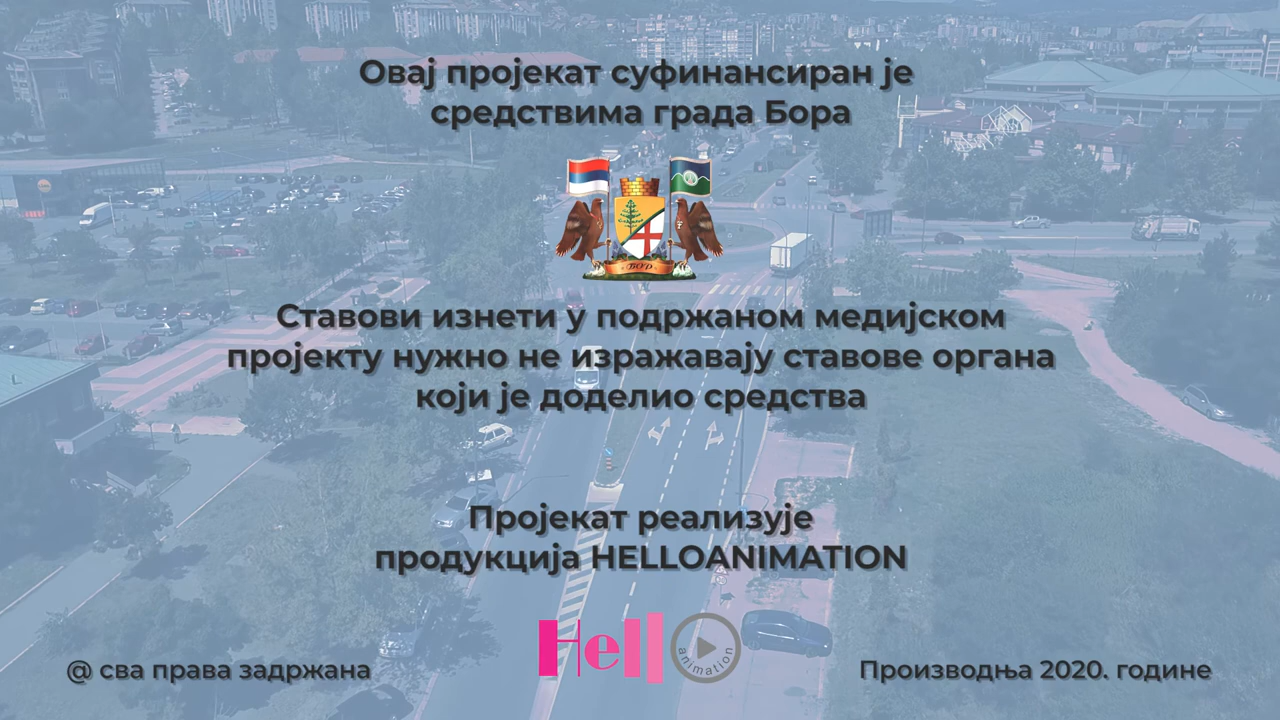 Овај пројекат суфинансиран је
средствима града Бора
БОР
Ставови изнети у подржаном медијском
пројекту нужно не изражавају ставове органа
који је доделио средства
Пројекат реализује
продукција HELLOANIMATION
Hell
animation
@ сва права задржана
Производња 2020. године